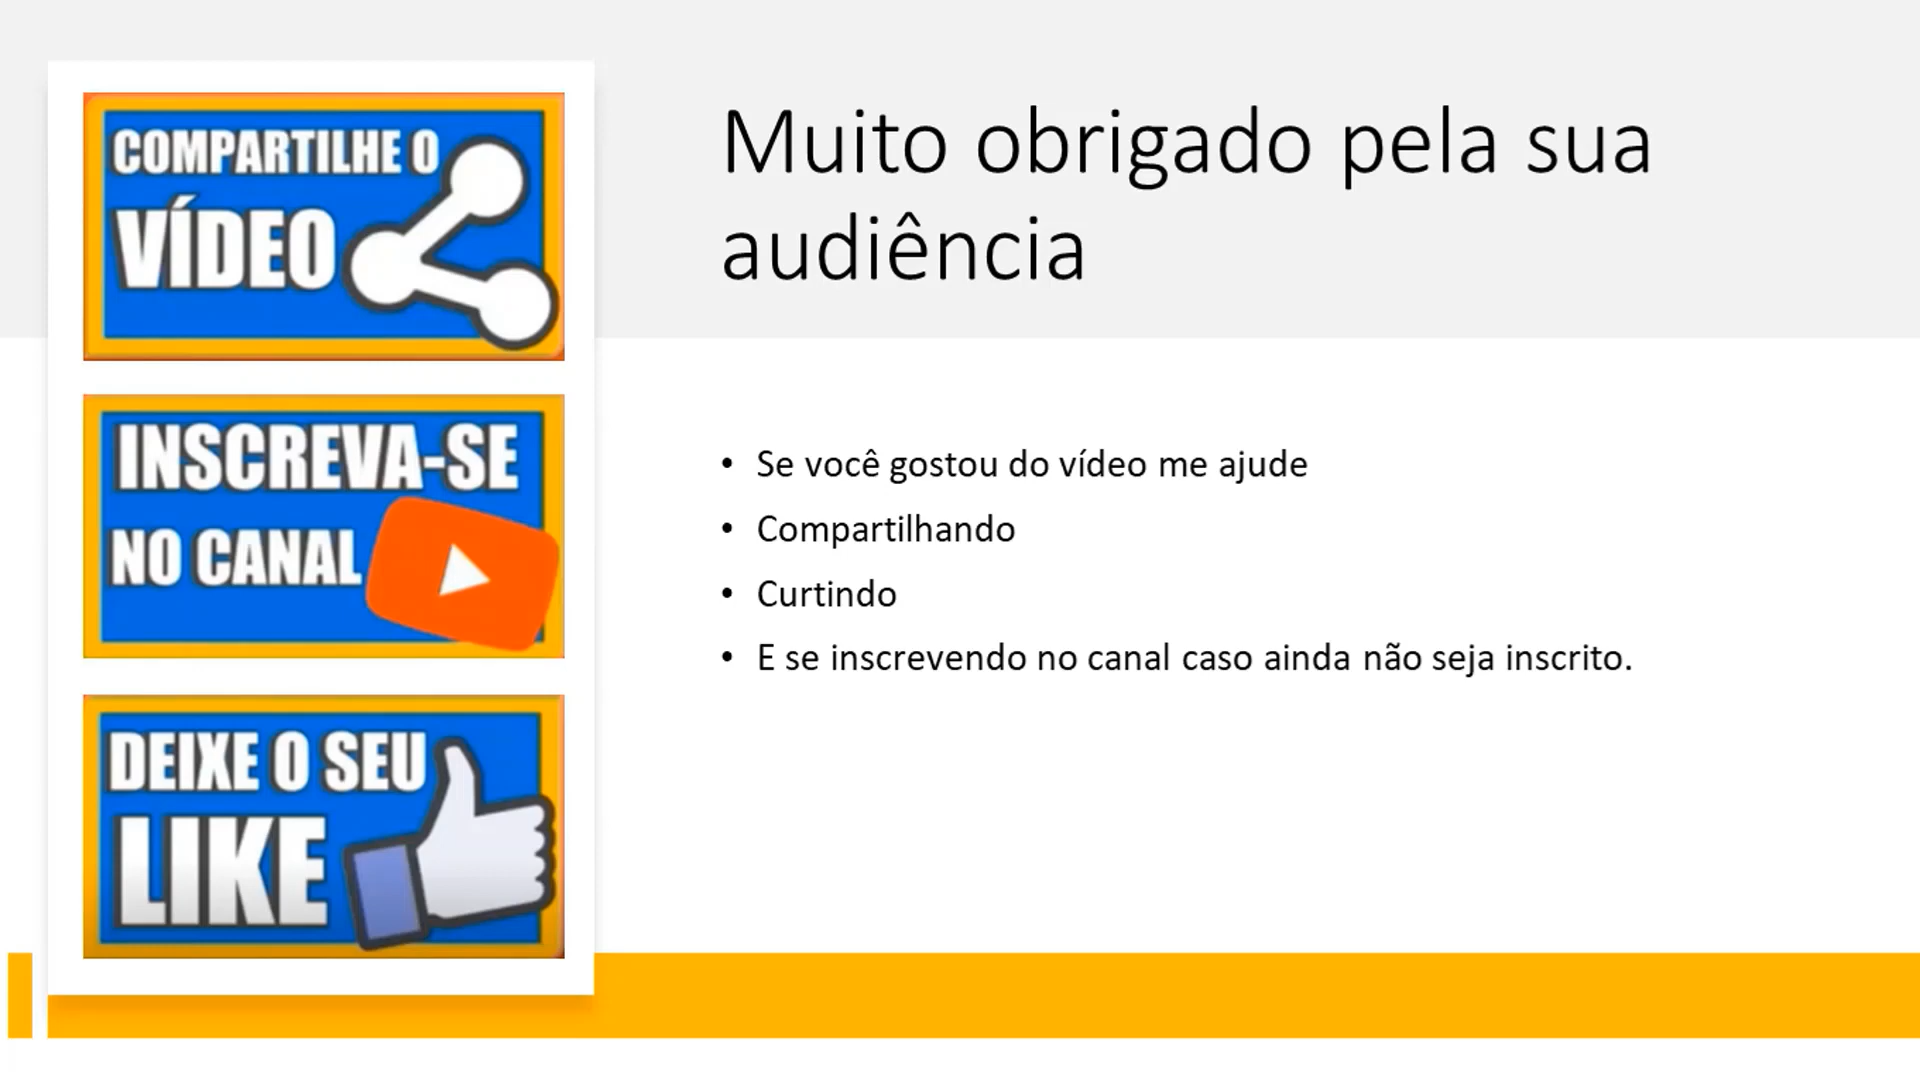 COMPARTILHE O
VÍDEO
INSCREVA-SE
NO CANAL
DEIXE O SEU
LIKE
Muito obrigado pela sua
audiência
• Se você gostou do vídeo me ajude
• Compartilhando
• Curtindo
• E se inscrevendo no canal caso ainda não seja inscrito.